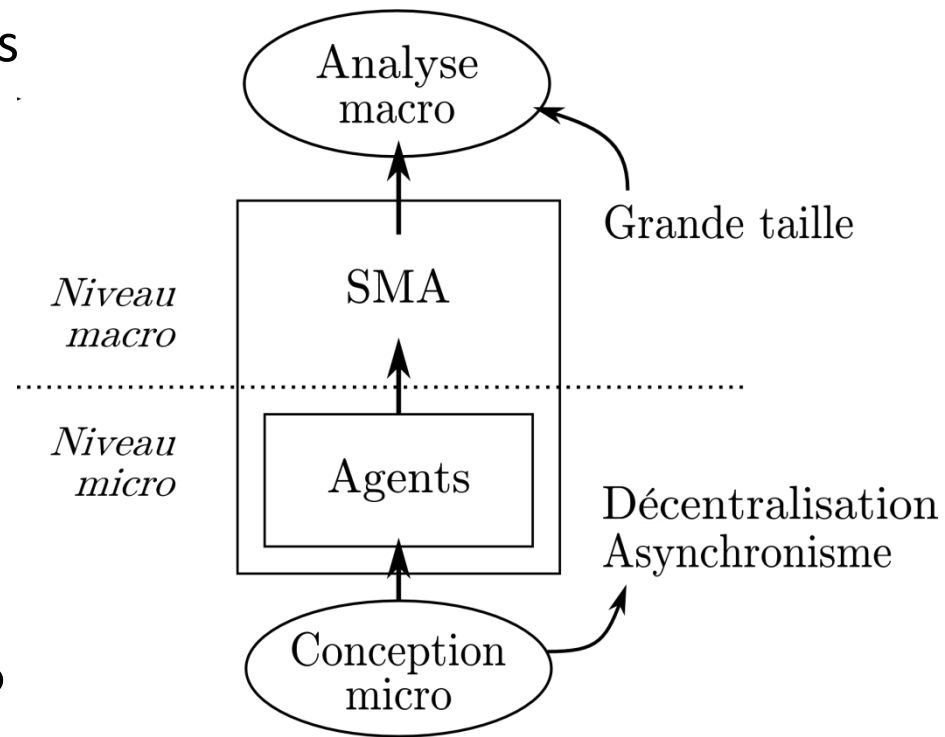 s
Analyse
macro
Grande taille
SMA
Niveau
macro
Niveau
micro
Agents
Décentralisation
Asynchronisme
Conception
micro